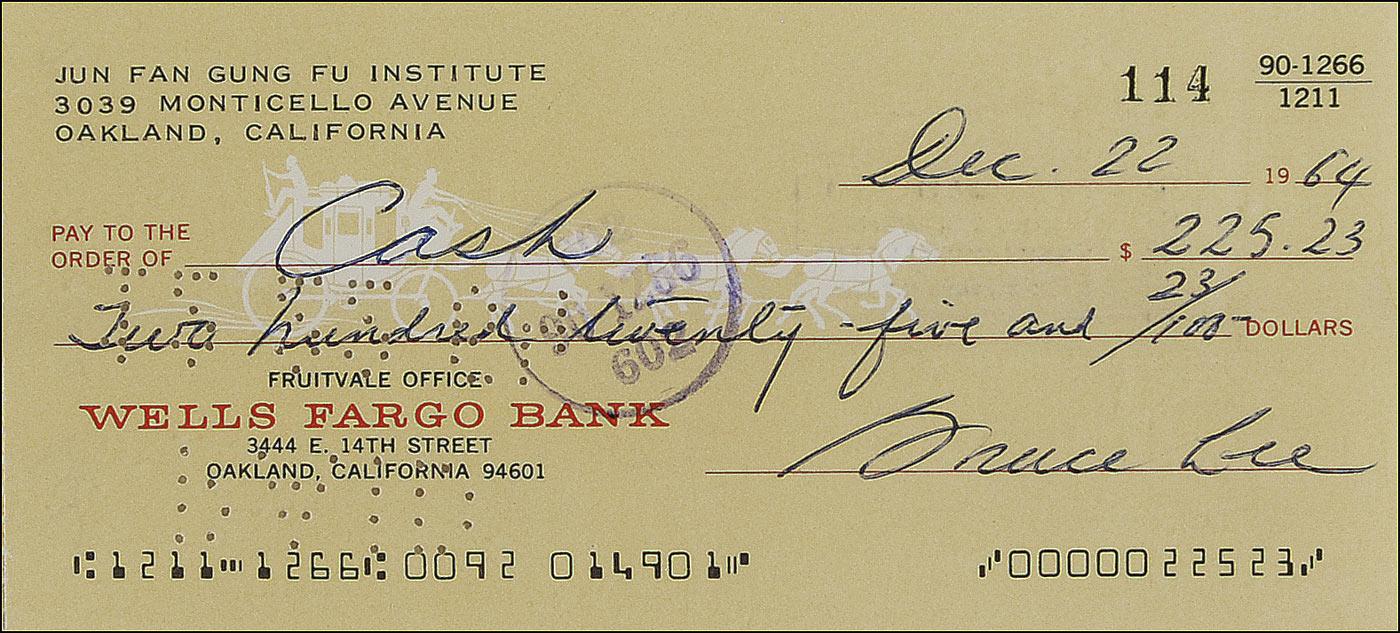 JUN FAN GUNG FU INSTITUTE
3039 MONTICELLO AVENUE
OAKLAND, CALIFORNIA
114
90-1266
1211
Dec. 22 19 64
PAY TO THE
ORDER OF Cash $ 225.23
Two hundred twenty-five and 23/100 DOLLARS
FRUITVALE OFFICE
WELLS FARGO BANK
3444 E. 14TH STREET
OAKLAND, CALIFORNIA 94601
Bruce Lee
⑆1211⑉1266⑆0092 014901⑈ ⑇0000022523⑇